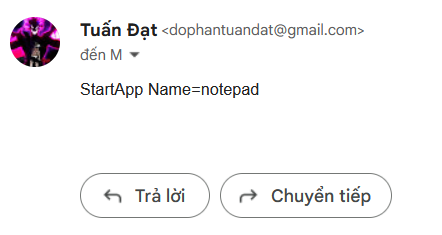 Tuấn Đạt <dophantuandat@gmail.com>
đến M
StartApp Name=notepad
Trả lời
Chuyển tiếp